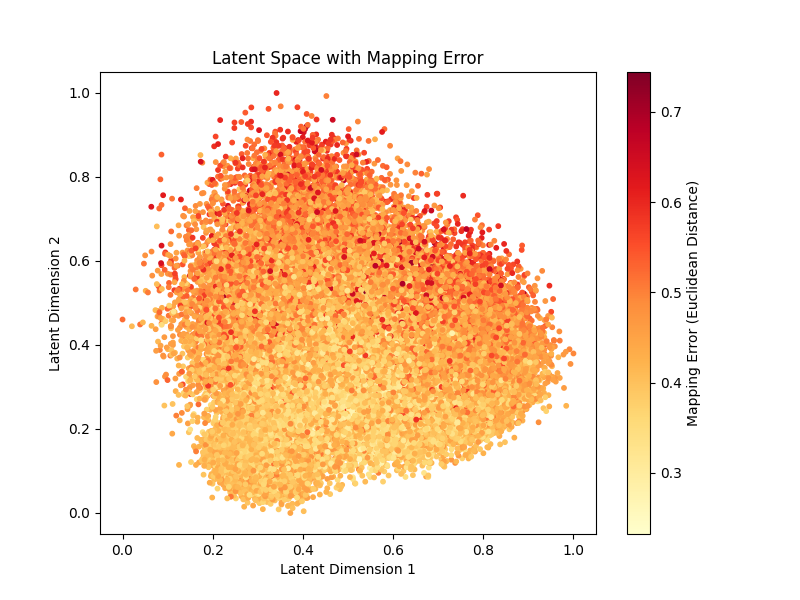 Latent Space with Mapping Error
1.0
0.8
0.6
0.4
0.2
0.0
Latent Dimension 2
0.0 0.2 0.4 0.6 0.8 1.0
Latent Dimension 1
0.7
0.6
0.5
0.4
0.3
Mapping Error (Euclidean Distance)